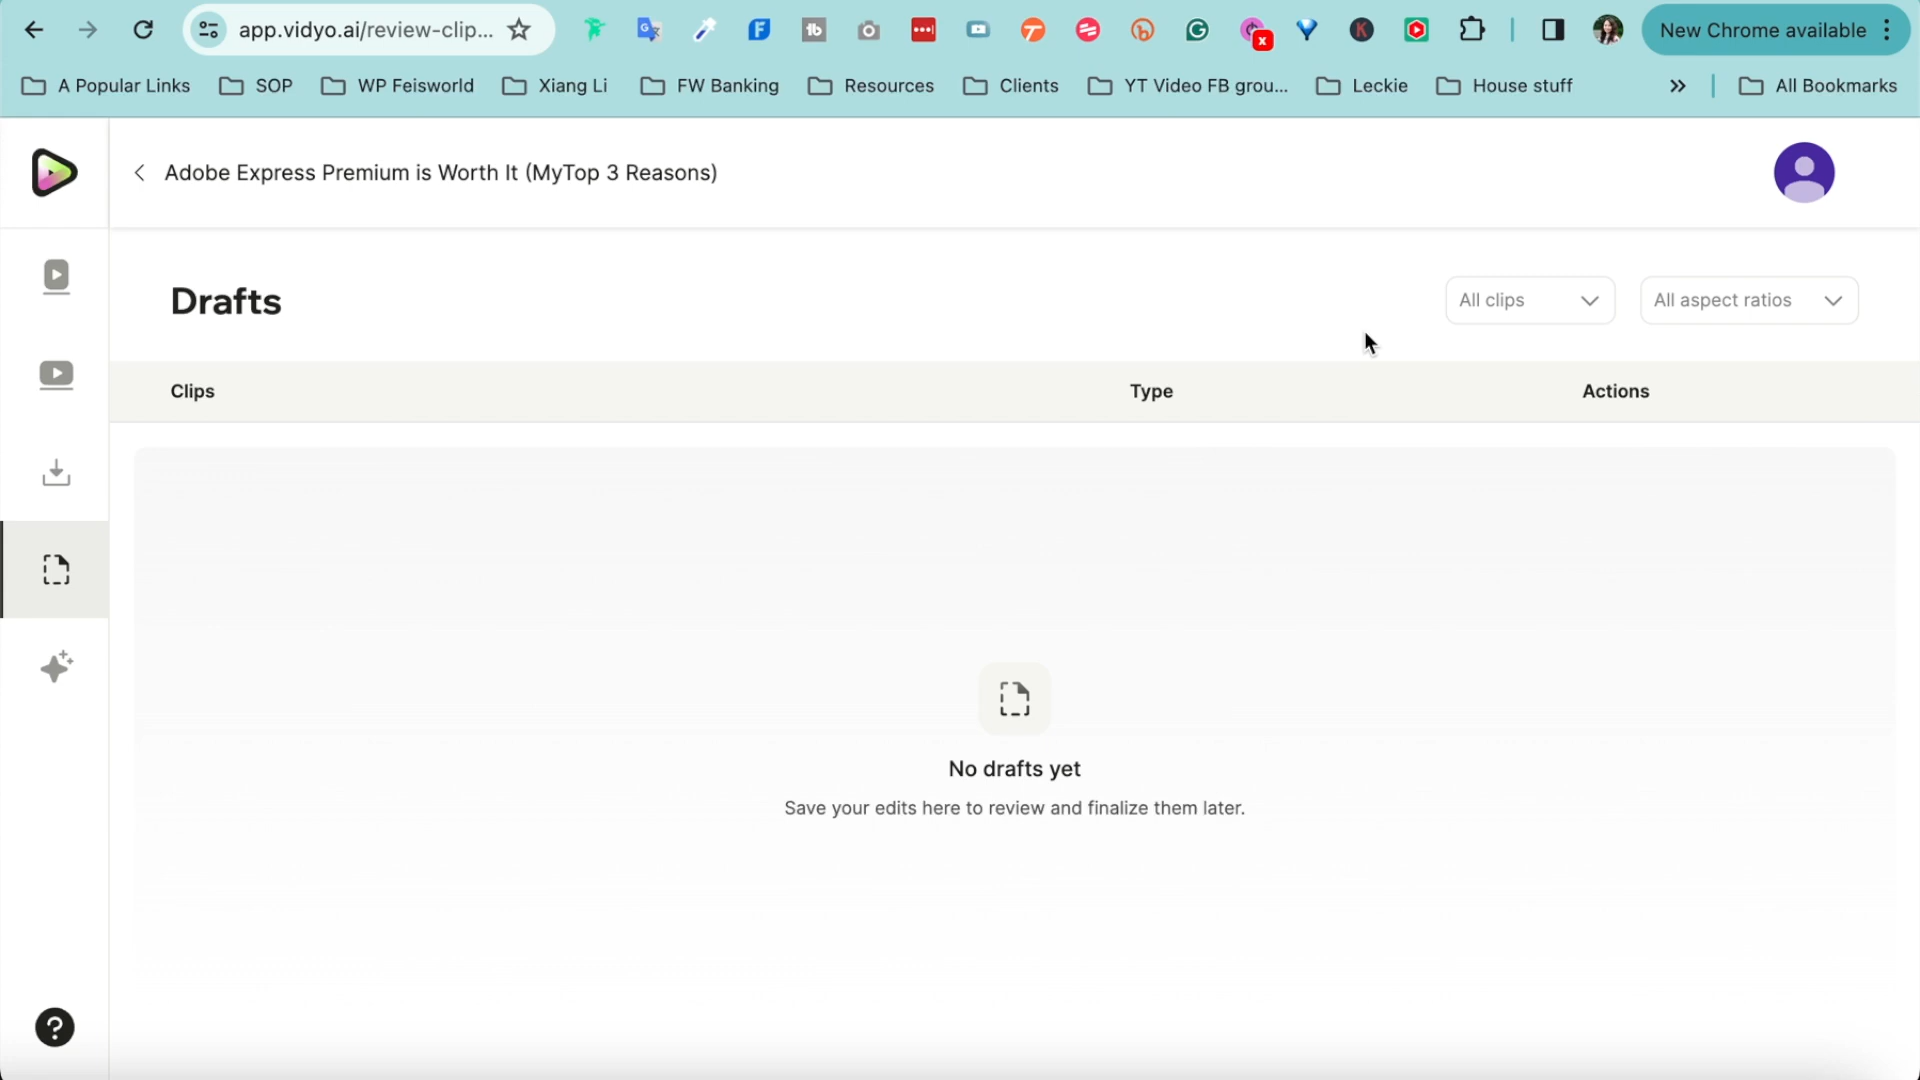 app.vidyo.ai/review-clip...
New Chrome available
A Popular Links
SOP
WP Feisworld
Xiang Li
FW Banking
Resources
Clients
YT Video FB grou...
Leckie
House stuff
All Bookmarks
Adobe Express Premium is Worth It (MyTop 3 Reasons)
Drafts
All clips
All aspect ratios
Clips
Type
Actions
No drafts yet
Save your edits here to review and finalize them later.